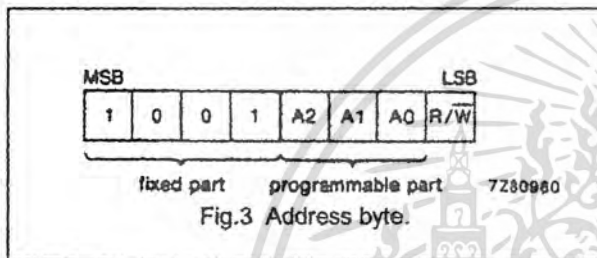 MSB LSB
1 0 0 1 A2 A1 A0 R/W̅
fixed part programmable part 7Z80960
Fig.3 Address byte.